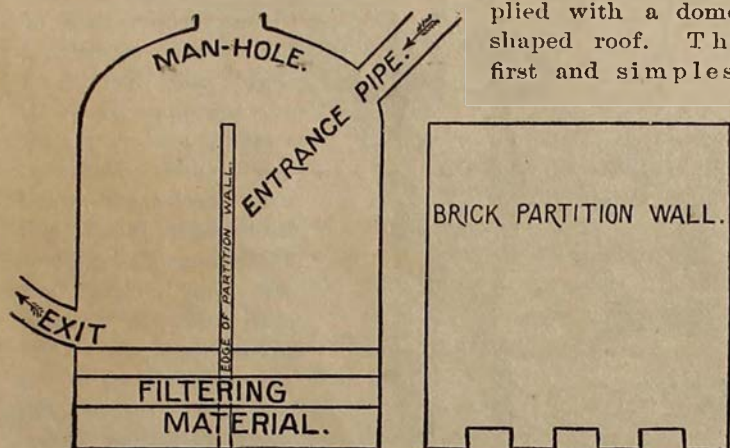 plied with a dome
shaped roof. Th
first and simples
MAN-HOLE.
ENTRANCE PIPE.
EDGE OF PARTITION WALL.
EXIT
FILTERING
MATERIAL.
BRICK PARTITION WALL.